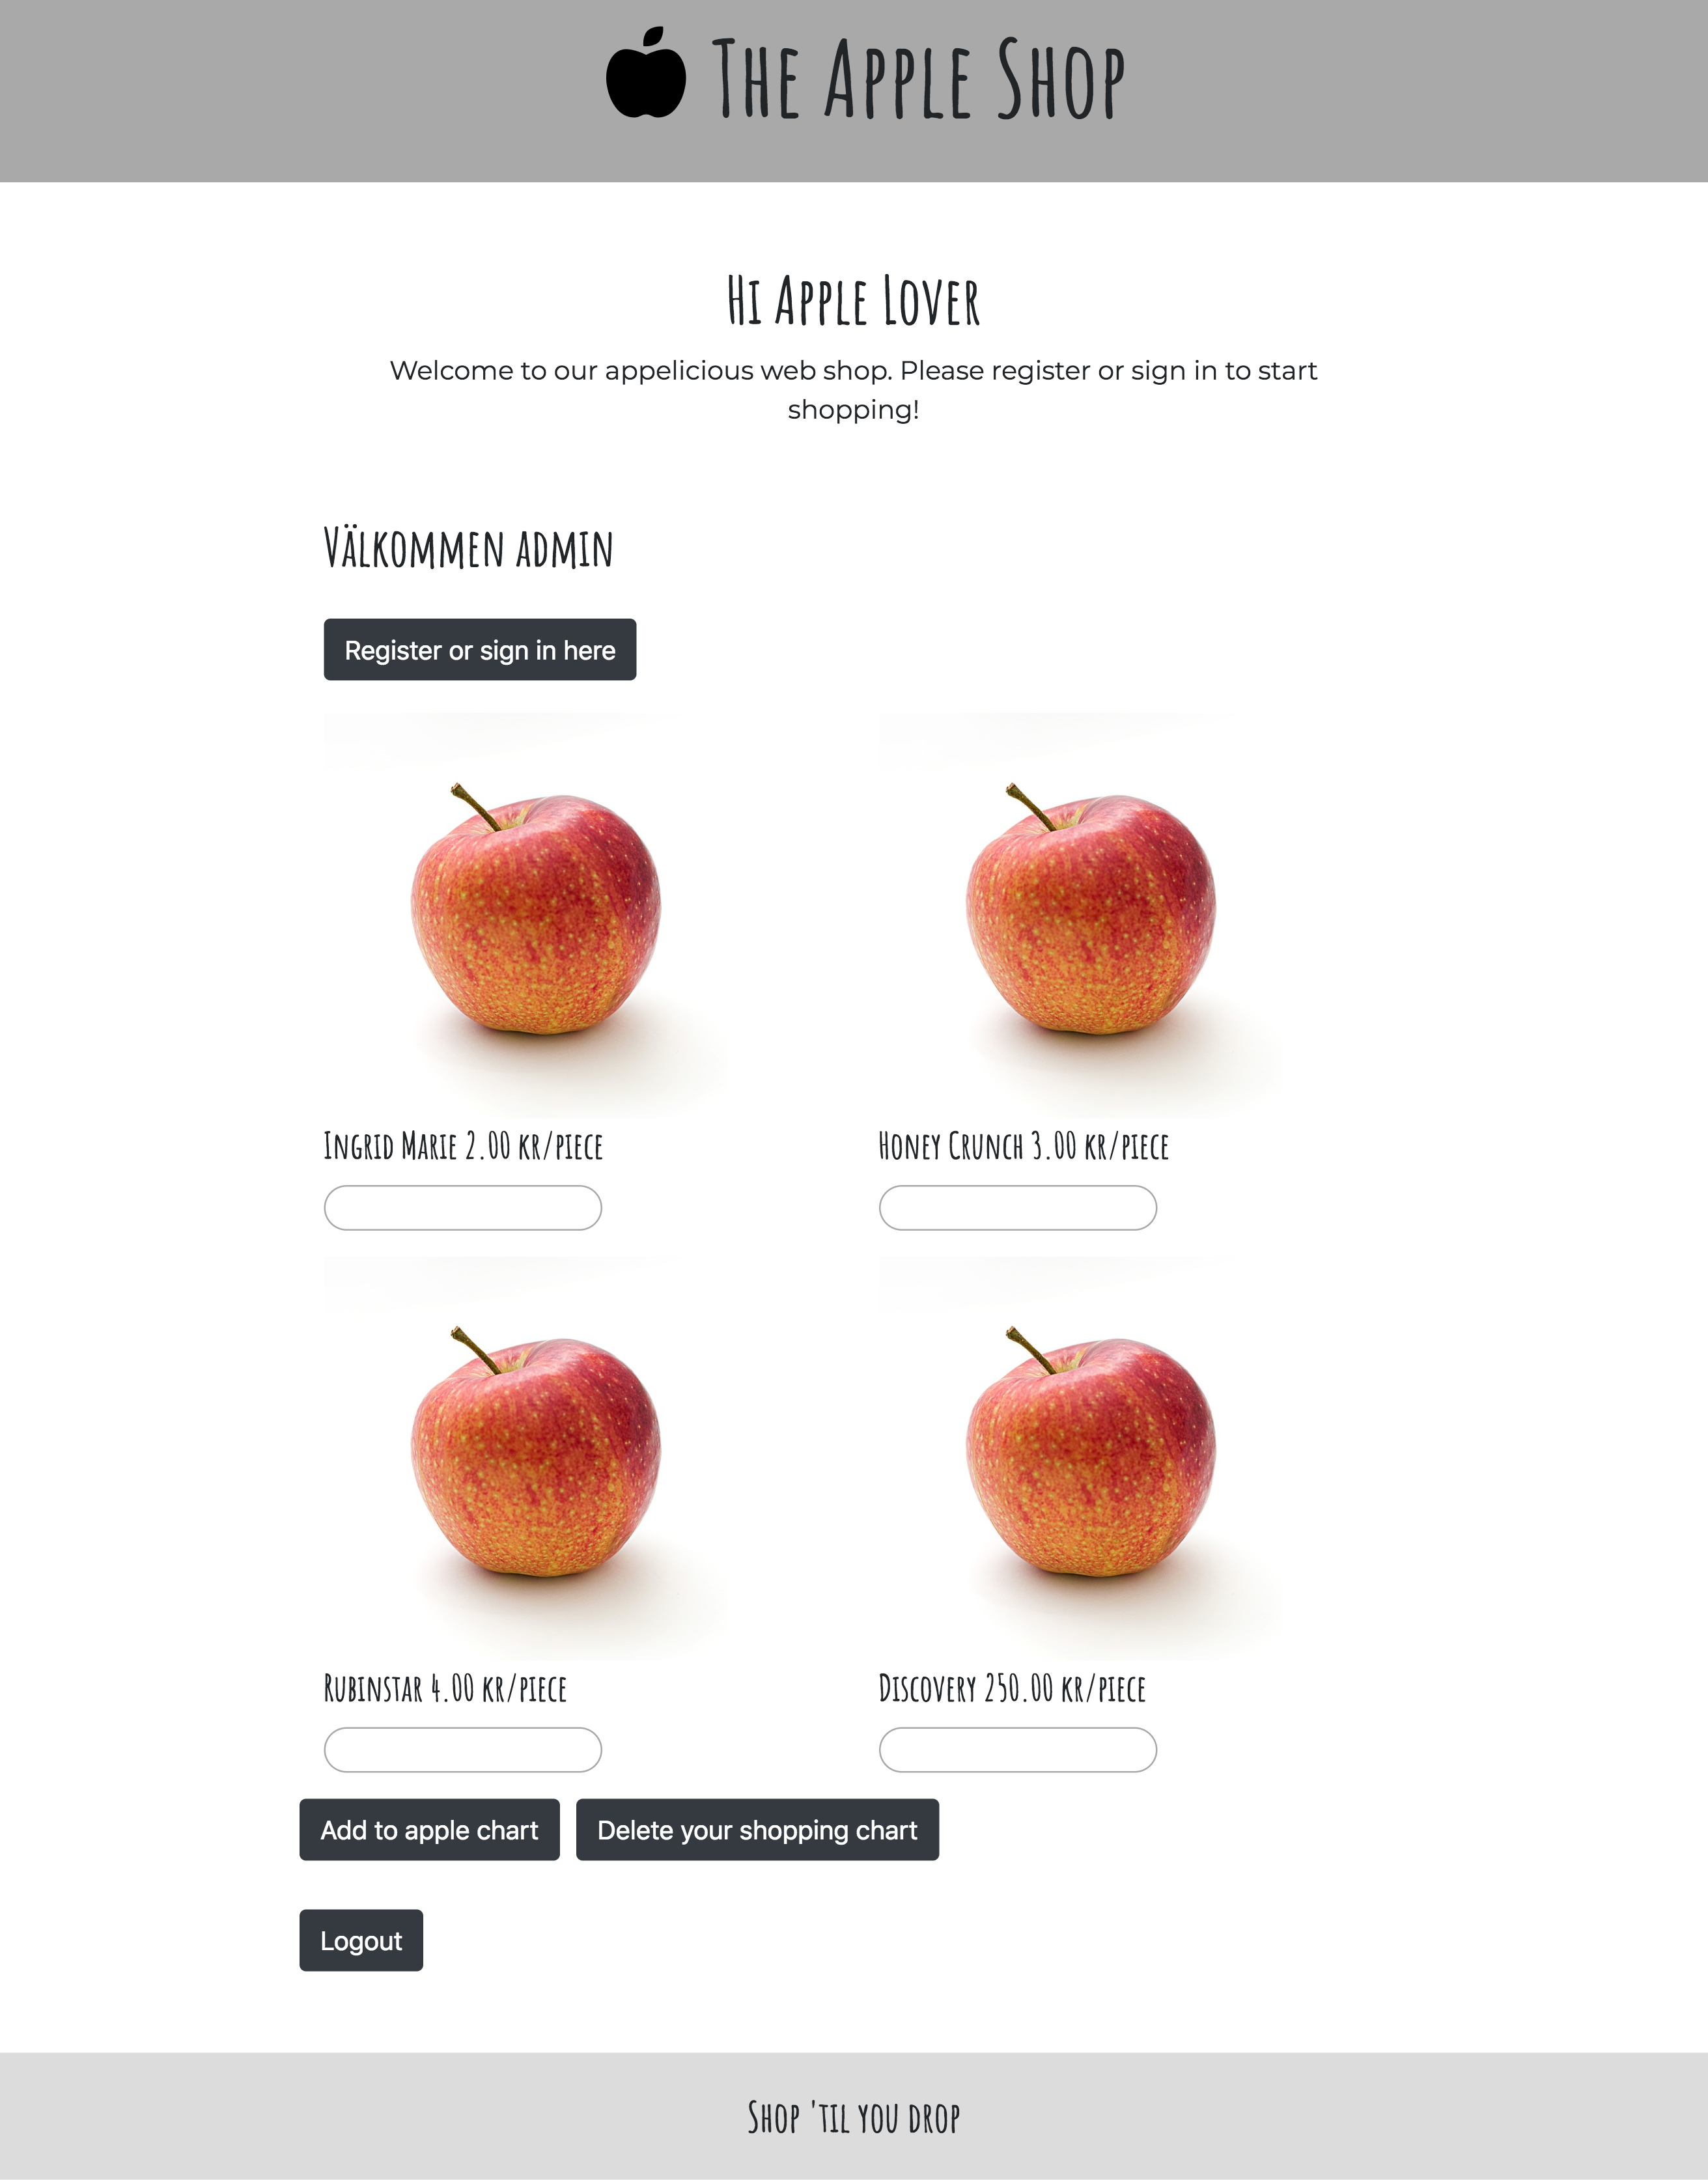 The Apple Shop
Hi Apple Lover
Welcome to our appelicious web shop. Please register or sign in to start
shopping!
Välkommen admin
Register or sign in here
Ingrid Marie 2.00 kr/piece
Honey Crunch 3.00 kr/piece
Rubinstar 4.00 kr/piece
Discovery 250.00 kr/piece
Add to apple chart
Delete your shopping chart
Logout
Shop 'til you drop